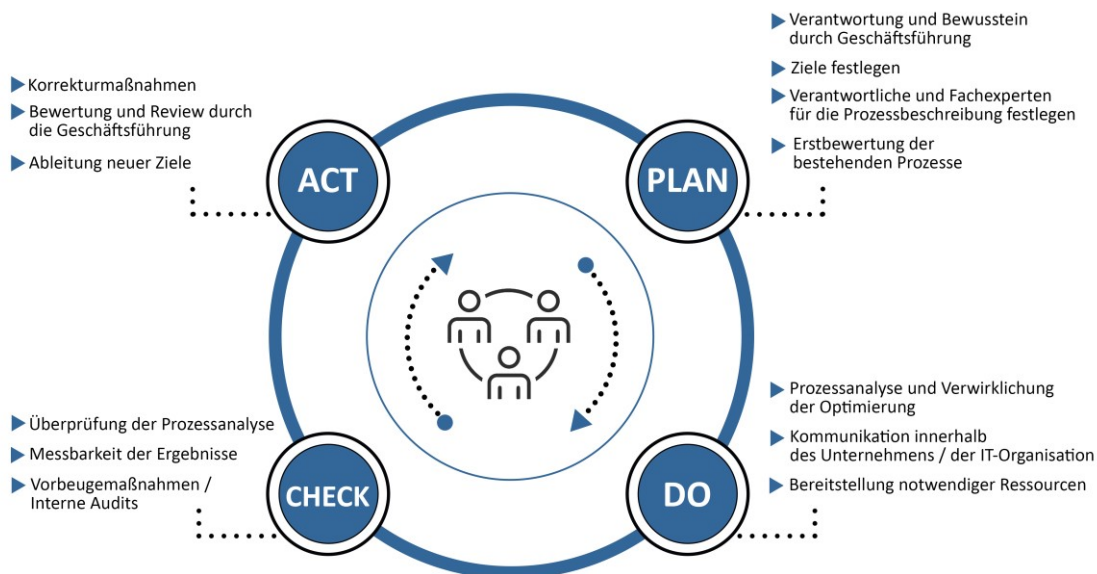 Verantwortung und Bewusstein
durch Geschäftsführung
Ziele festlegen
Verantwortliche und Fachexperten
für die Prozessbeschreibung festlegen
Erstbewertung der
bestehenden Prozesse
PLAN
Prozessanalyse und Verwirklichung
der Optimierung
Kommunikation innerhalb
des Unternehmens / der IT-Organisation
Bereitstellung notwendiger Ressourcen
DO
Überprüfung der Prozessanalyse
Messbarkeit der Ergebnisse
Vorbeugemaßnahmen /
Interne Audits
CHECK
Korrekturmaßnahmen
Bewertung und Review durch
die Geschäftsführung
Ableitung neuer Ziele
ACT